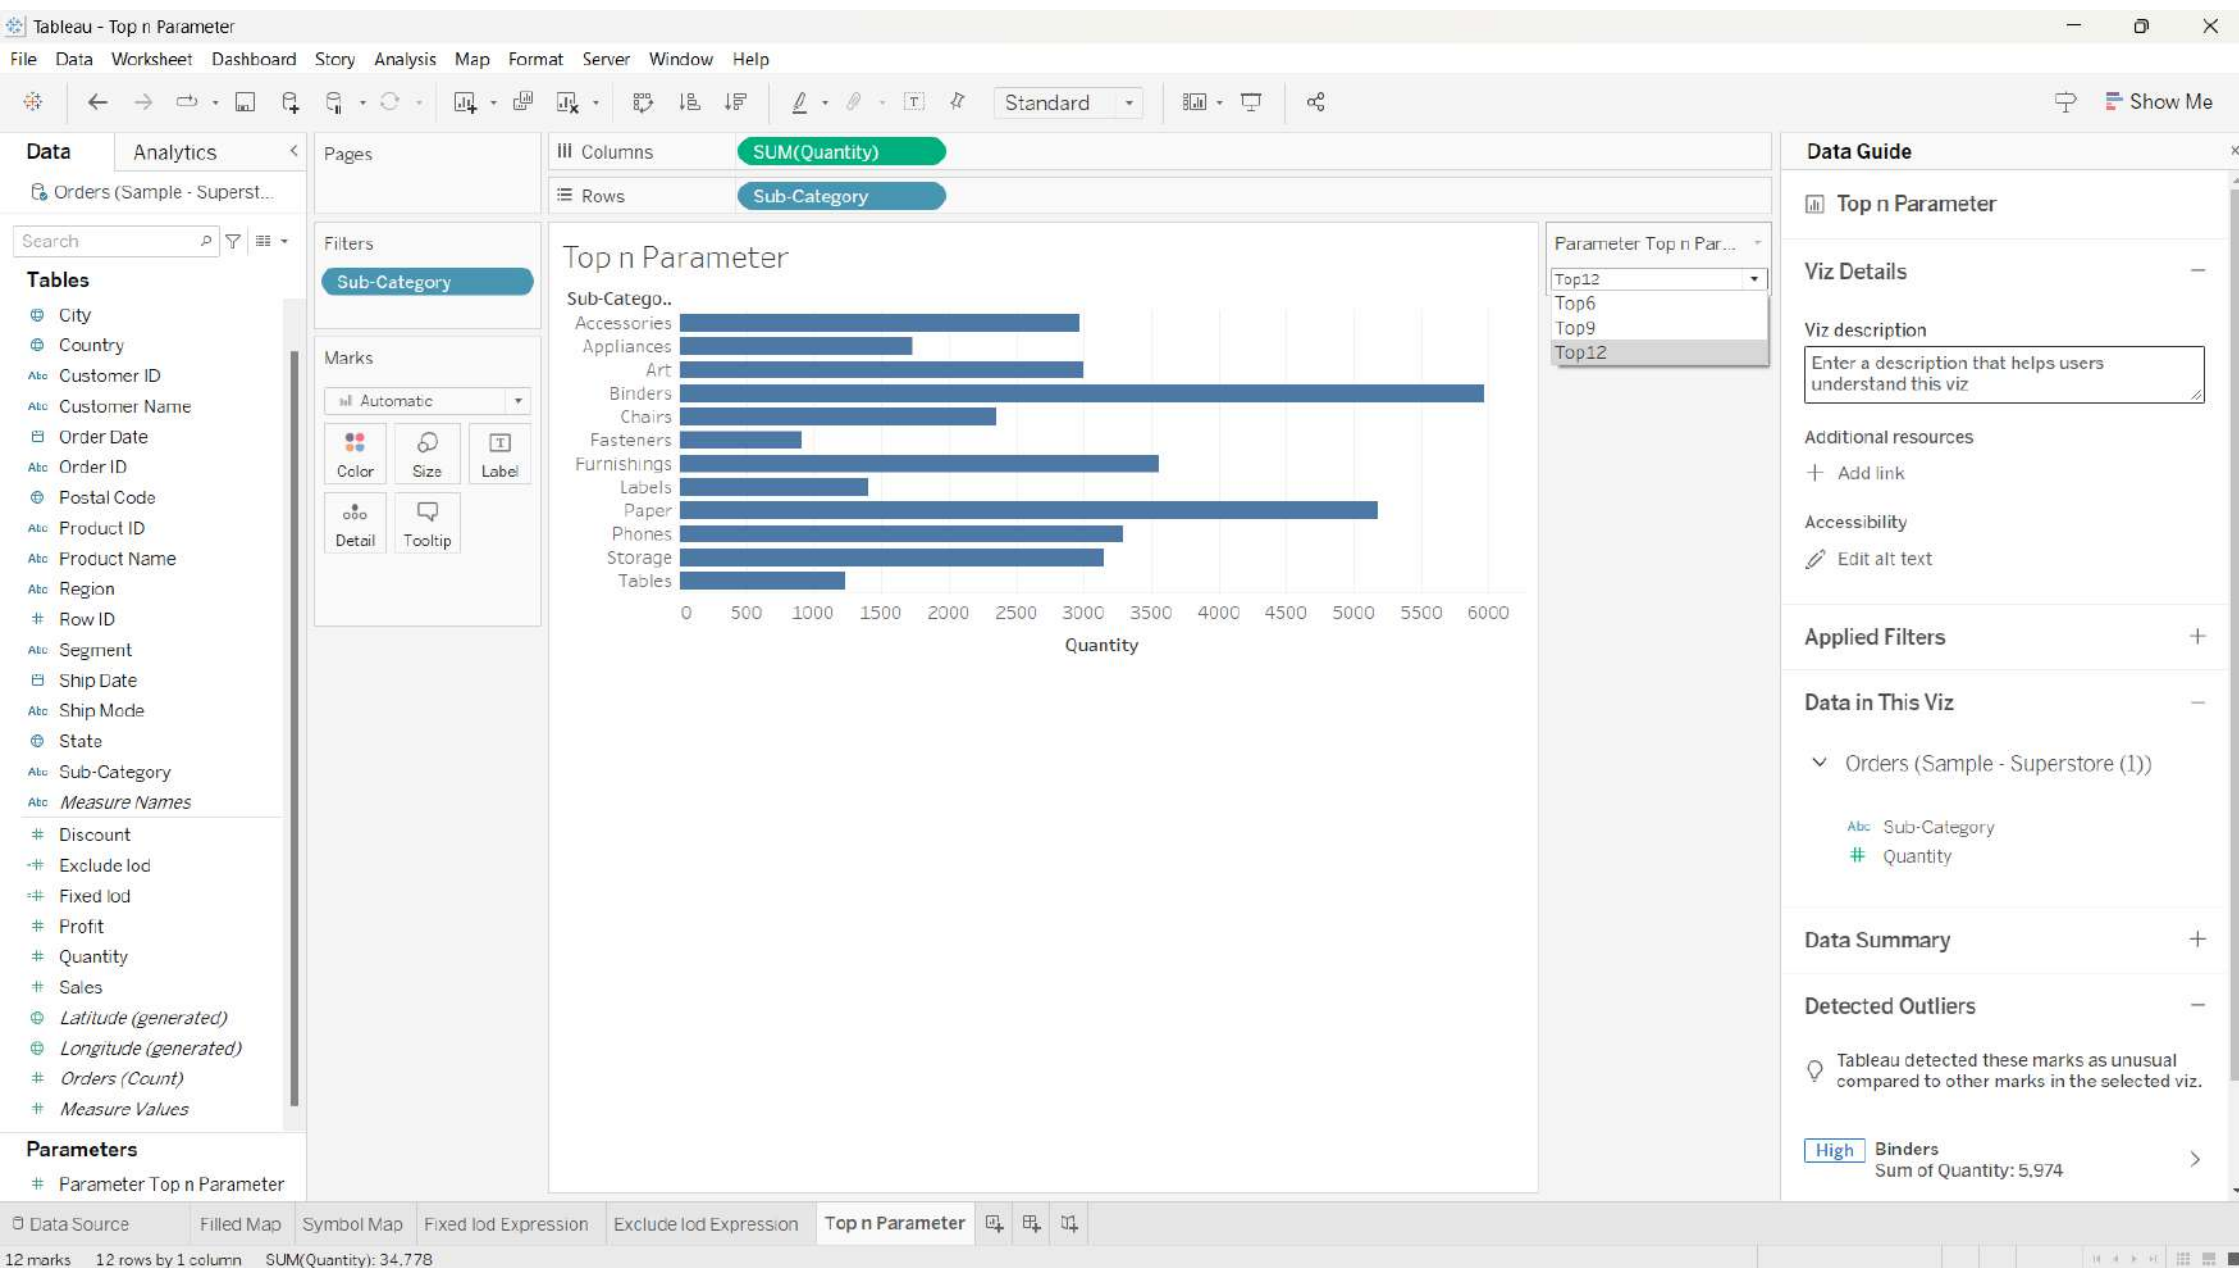 Tableau - Top n Parameter
File Data Worksheet Dashboard Story Analysis Map Format Server Window Help
Standard
Show Me
Data Analytics
Orders (Sample - Superst...
Search
Tables
City
Country
Abc Customer ID
Abc Customer Name
Order Date
Abc Order ID
Postal Code
Abc Product ID
Abc Product Name
Abc Region
# Row ID
Abc Segment
Ship Date
Abc Ship Mode
State
Abc Sub-Category
Abc Measure Names
# Discount
=# Exclude lod
=# Fixed lod
# Profit
# Quantity
# Sales
Latitude (generated)
Longitude (generated)
# Orders (Count)
# Measure Values
Parameters
# Parameter Top n Parameter
Pages
Filters
Sub-Category
Marks
Automatic
Color Size Label
Detail Tooltip
Columns SUM(Quantity)
Rows Sub-Category
Top n Parameter
Sub-Catego..
Accessories
Appliances
Art
Binders
Chairs
Fasteners
Furnishings
Labels
Paper
Phones
Storage
Tables
0 500 1000 1500 2000 2500 3000 3500 4000 4500 5000 5500 6000
Quantity
Parameter Top n Par...
Top12
Top6
Top9
Top12
Data Guide
Top n Parameter
Viz Details
Viz description
Enter a description that helps users
understand this viz
Additional resources
Add link
Accessibility
Edit alt text
Applied Filters
Data in This Viz
Orders (Sample - Superstore (1))
Abc Sub-Category
# Quantity
Data Summary
Detected Outliers
Tableau detected these marks as unusual
compared to other marks in the selected viz.
High Binders
Sum of Quantity: 5,974
Data Source Filled Map Symbol Map Fixed lod Expression Exclude lod Expression Top n Parameter
12 marks 12 rows by 1 column SUM(Quantity): 34,778